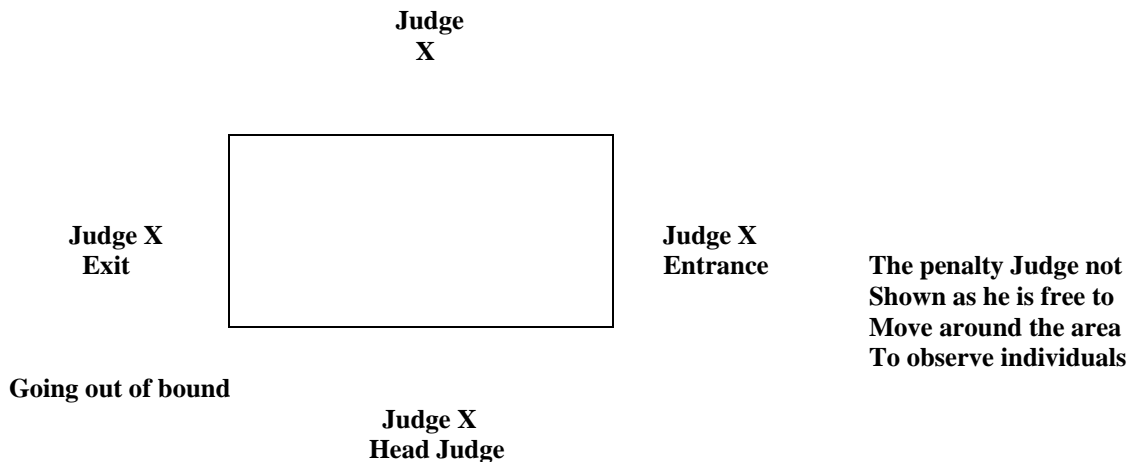 Judge
X
Judge X
Exit
Judge X
Entrance
The penalty Judge not
Shown as he is free to
Move around the area
To observe individuals
Going out of bound
Judge X
Head Judge